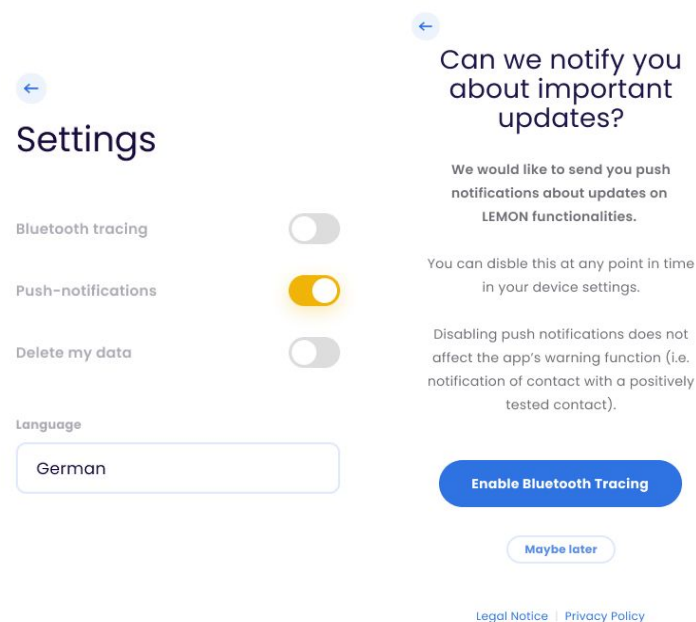 Settings
Bluetooth tracing
Push-notifications
Delete my data
Language
German
Can we notify you
about important
updates?
We would like to send you push
notifications about updates on
LEMON functionalities.
You can disble this at any point in time
in your device settings.
Disabling push notifications does not
affect the app's warning function (i.e.
notification of contact with a positively
tested contact).
Enable Bluetooth Tracing
Maybe later
Legal Notice | Privacy Policy